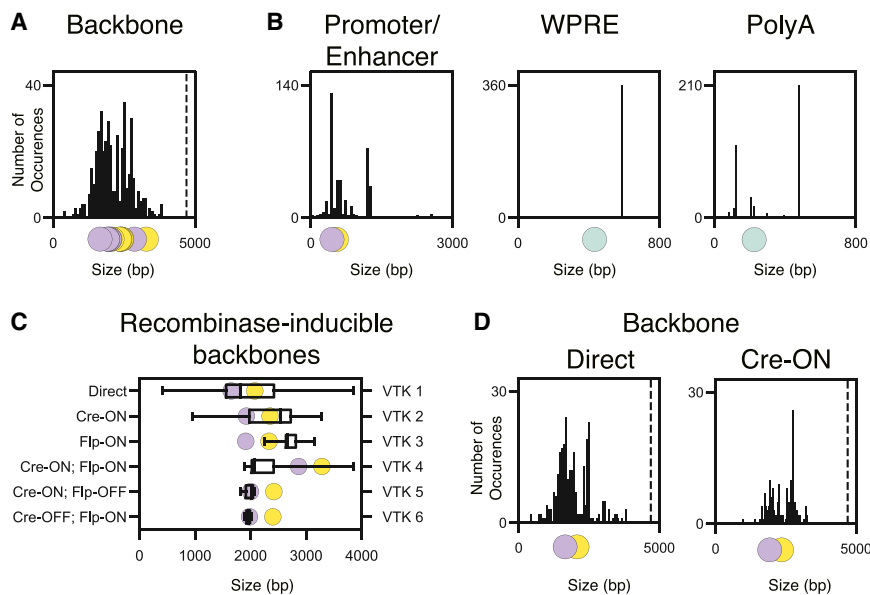 A
Backbone
Number of
Occurences
40
0
0
5000
Size (bp)
B
Promoter/
Enhancer
140
0
0
3000
Size (bp)
WPRE
360
0
0
800
Size (bp)
PolyA
210
0
0
800
Size (bp)
C
Recombinase-inducible
backbones
Direct
VTK 1
Cre-ON
VTK 2
Flp-ON
VTK 3
Cre-ON; Flp-ON
VTK 4
Cre-ON; Flp-OFF
VTK 5
Cre-OFF; Flp-ON
VTK 6
0
1000
2000
3000
4000
Size (bp)
D
Backbone
Direct
Number of
Occurences
30
0
0
5000
Size (bp)
Cre-ON
30
0
0
5000
Size (bp)